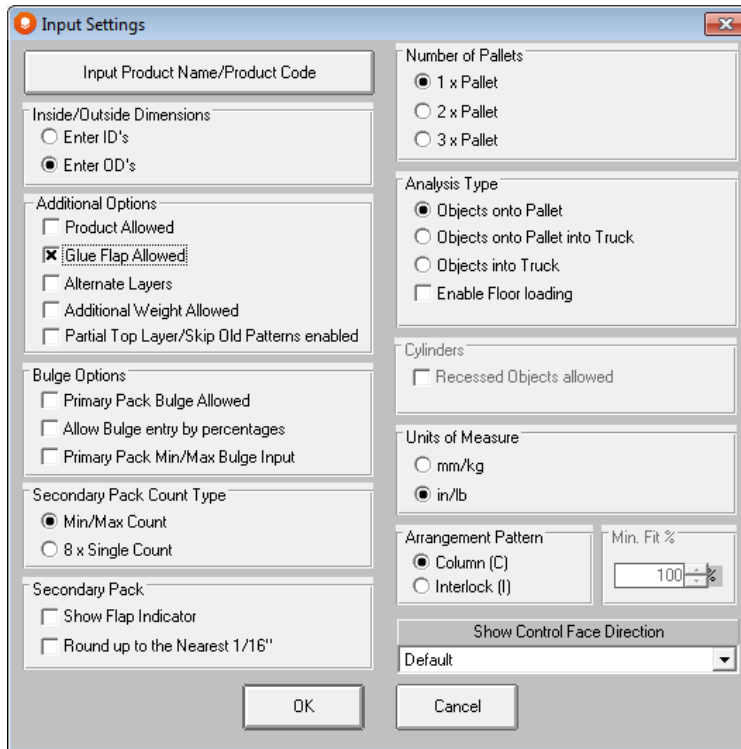 Input Settings
Input Product Name/Product Code
Inside/Outside Dimensions
Enter ID's
Enter OD's
Additional Options
Product Allowed
Glue Flap Allowed
Alternate Layers
Additional Weight Allowed
Partial Top Layer/Skip Old Patterns enabled
Bulge Options
Primary Pack Bulge Allowed
Allow Bulge entry by percentages
Primary Pack Min/Max Bulge Input
Secondary Pack Count Type
Min/Max Count
8 x Single Count
Secondary Pack
Show Flap Indicator
Round up to the Nearest 1/16"
Number of Pallets
1 x Pallet
2 x Pallet
3 x Pallet
Analysis Type
Objects onto Pallet
Objects onto Pallet into Truck
Objects into Truck
Enable Floor loading
Cylinders
Recessed Objects allowed
Units of Measure
mm/kg
in/lb
Arrangement Pattern
Column (C)
Interlock (I)
Min. Fit %
100 %
Show Control Face Direction
Default
OK
Cancel